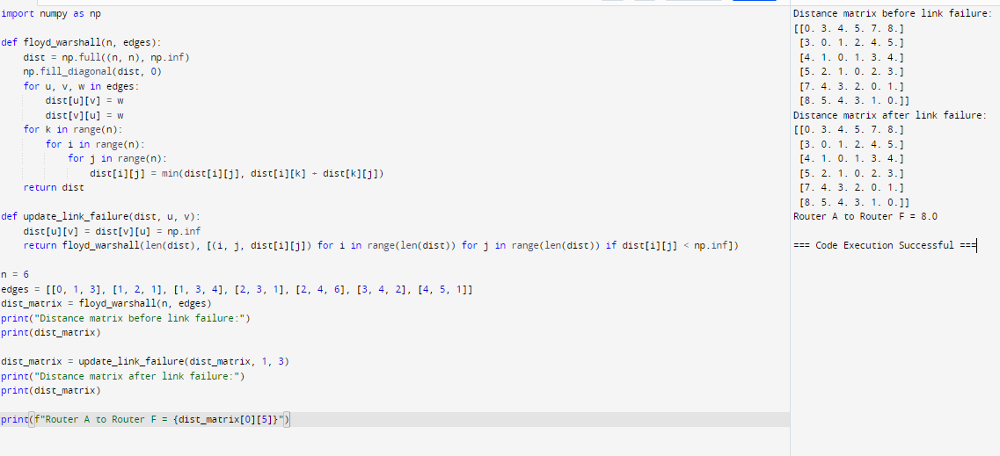 import numpy as np
def floyd_warshall(n, edges):
    dist = np.full((n, n), np.inf)
    np.fill_diagonal(dist, 0)
    for u, v, w in edges:
        dist[u][v] = w
        dist[v][u] = w
    for k in range(n):
        for i in range(n):
            for j in range(n):
                dist[i][j] = min(dist[i][j], dist[i][k] + dist[k][j])
    return dist
def update_link_failure(dist, u, v):
    dist[u][v] = dist[v][u] = np.inf
    return floyd_warshall(len(dist), [(i, j, dist[i][j]) for i in range(len(dist)) for j in range(len(dist)) if dist[i][j] < np.inf])
n = 6
edges = [[0, 1, 3], [1, 2, 1], [1, 3, 4], [2, 3, 1], [2, 4, 6], [3, 4, 2], [4, 5, 1]]
dist_matrix = floyd_warshall(n, edges)
print("Distance matrix before link failure:")
print(dist_matrix)
dist_matrix = update_link_failure(dist_matrix, 1, 3)
print("Distance matrix after link failure:")
print(dist_matrix)
print(f"Router A to Router F = {dist_matrix[0][5]}")
Distance matrix before link failure:
[[0. 3. 4. 5. 7. 8.]
 [3. 0. 1. 2. 4. 5.]
 [4. 1. 0. 1. 3. 4.]
 [5. 2. 1. 0. 2. 3.]
 [7. 4. 3. 2. 0. 1.]
 [8. 5. 4. 3. 1. 0.]]
Distance matrix after link failure:
[[0. 3. 4. 5. 7. 8.]
 [3. 0. 1. 2. 4. 5.]
 [4. 1. 0. 1. 3. 4.]
 [5. 2. 1. 0. 2. 3.]
 [7. 4. 3. 2. 0. 1.]
 [8. 5. 4. 3. 1. 0.]]
Router A to Router F = 8.0
=== Code Execution Successful ===